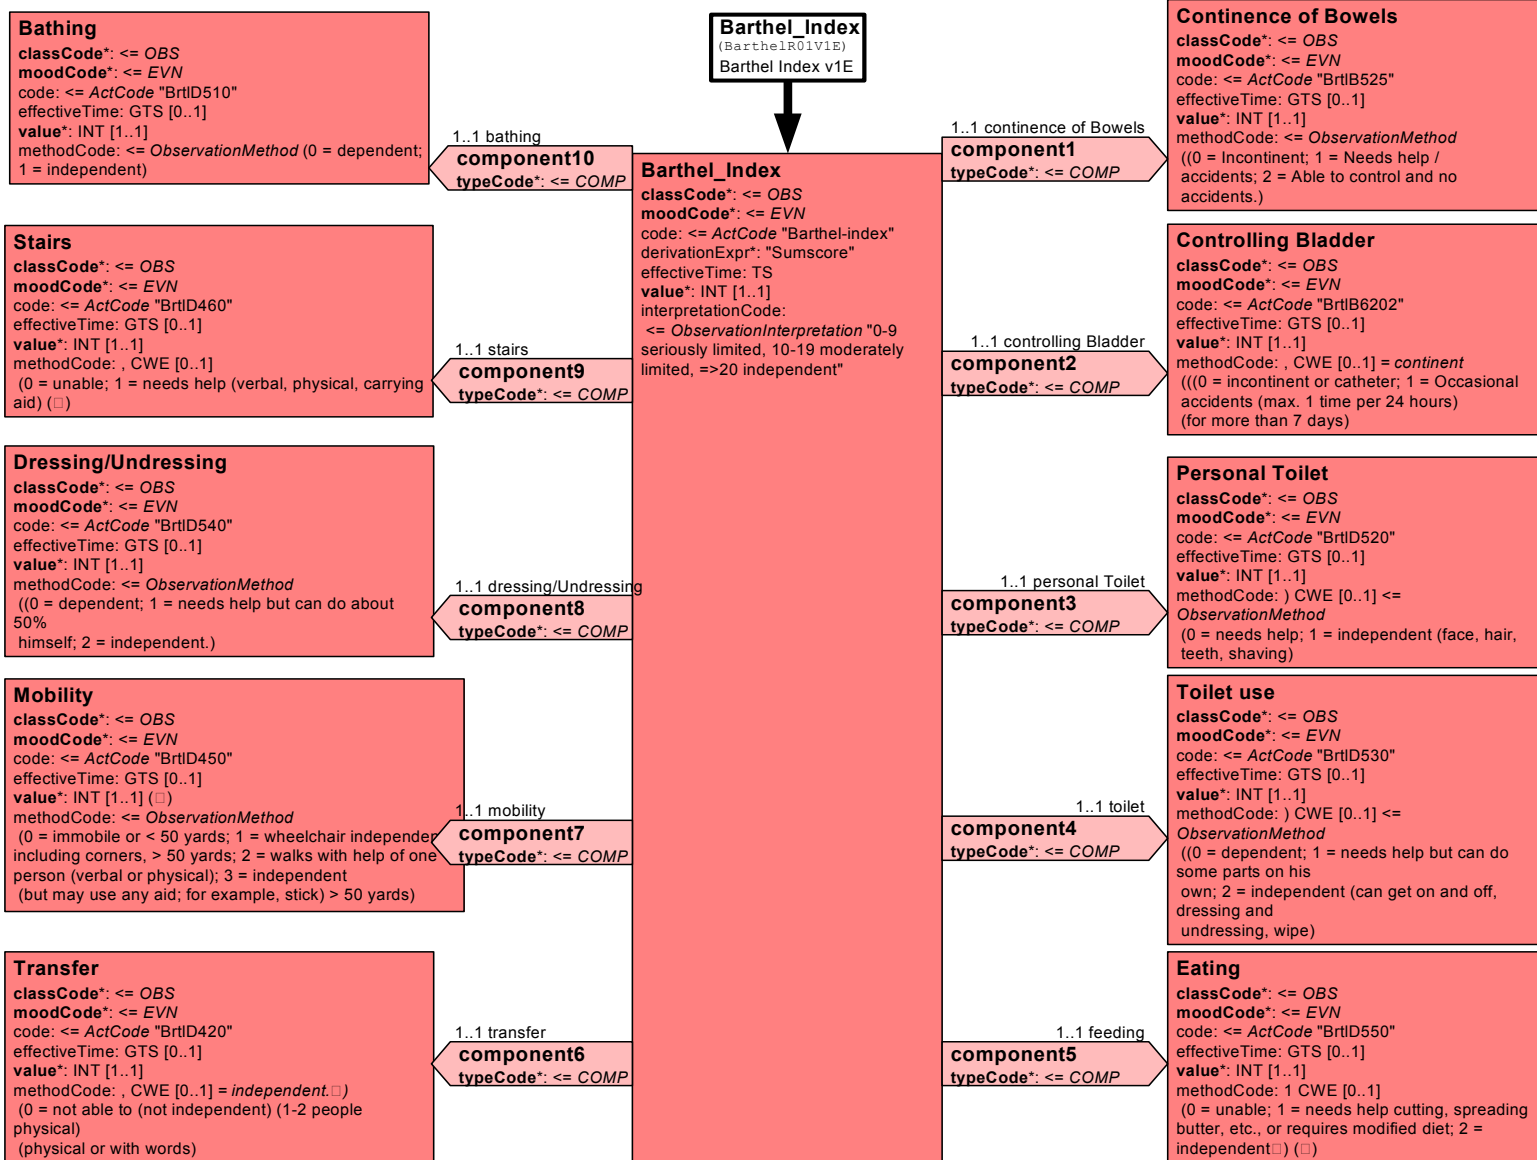 Bathing
classCode*: <= OBS
moodCode*: <= EVN
code: <= ActCode "BrtlD510"
effectiveTime: GTS [0..1]
value*: INT [1..1]
methodCode: <= ObservationMethod (0 = dependent;
1 = independent)
Stairs
classCode*: <= OBS
moodCode*: <= EVN
code: <= ActCode "BrtlD460"
effectiveTime: GTS [0..1]
value*: INT [1..1]
methodCode: , CWE [0..1]
(0 = unable; 1 = needs help (verbal, physical, carrying
aid) (□)
Dressing/Undressing
classCode*: <= OBS
moodCode*: <= EVN
code: <= ActCode "BrtlD540"
effectiveTime: GTS [0..1]
value*: INT [1..1]
methodCode: <= ObservationMethod
((0 = dependent; 1 = needs help but can do about
50%
himself; 2 = independent.)
Mobility
classCode*: <= OBS
moodCode*: <= EVN
code: <= ActCode "BrtlD450"
effectiveTime: GTS [0..1]
value*: INT [1..1] (□)
methodCode: <= ObservationMethod
(0 = immobile or < 50 yards; 1 = wheelchair independen
including corners, > 50 yards; 2 = walks with help of one
person (verbal or physical); 3 = independent
(but may use any aid; for example, stick) > 50 yards)
Transfer
classCode*: <= OBS
moodCode*: <= EVN
code: <= ActCode "BrtlD420"
effectiveTime: GTS [0..1]
value*: INT [1..1]
methodCode: , CWE [0..1] = independent.□)
(0 = not able to (not independent) (1-2 people
physical)
(physical or with words)
1..1 bathing
component10
typeCode*: <= COMP
1..1 stairs
component9
typeCode*: <= COMP
1..1 dressing/Undressing
component8
typeCode*: <= COMP
1..1 mobility
component7
typeCode*: <= COMP
1..1 transfer
component6
typeCode*: <= COMP
Barthel_Index
(BarthelR01V1E)
Barthel Index v1E
Barthel_Index
classCode*: <= OBS
moodCode*: <= EVN
code: <= ActCode "Barthel-index"
derivationExpr*: "Sumscore"
effectiveTime: TS
value*: INT [1..1]
interpretationCode:
<= ObservationInterpretation "0-9
seriously limited, 10-19 moderately
limited, =>20 independent"
1..1 continence of Bowels
component1
typeCode*: <= COMP
1..1 controlling Bladder
component2
typeCode*: <= COMP
1..1 personal Toilet
component3
typeCode*: <= COMP
1..1 toilet
component4
typeCode*: <= COMP
1..1 feeding
component5
typeCode*: <= COMP
Continence of Bowels
classCode*: <= OBS
moodCode*: <= EVN
code: <= ActCode "BrtlB525"
effectiveTime: GTS [0..1]
value*: INT [1..1]
methodCode: <= ObservationMethod
((0 = Incontinent; 1 = Needs help /
accidents; 2 = Able to control and no
accidents.)
Controlling Bladder
classCode*: <= OBS
moodCode*: <= EVN
code: <= ActCode "BrtlB6202"
effectiveTime: GTS [0..1]
value*: INT [1..1]
methodCode: , CWE [0..1] = continent
(((0 = incontinent or catheter; 1 = Occasional
accidents (max. 1 time per 24 hours)
(for more than 7 days)
Personal Toilet
classCode*: <= OBS
moodCode*: <= EVN
code: <= ActCode "BrtlD520"
effectiveTime: GTS [0..1]
value*: INT [1..1]
methodCode: ) CWE [0..1] <=
ObservationMethod
(0 = needs help; 1 = independent (face, hair,
teeth, shaving)
Toilet use
classCode*: <= OBS
moodCode*: <= EVN
code: <= ActCode "BrtlD530"
effectiveTime: GTS [0..1]
value*: INT [1..1]
methodCode: ) CWE [0..1] <=
ObservationMethod
((0 = dependent; 1 = needs help but can do
some parts on his
own; 2 = independent (can get on and off,
dressing and
undressing, wipe)
Eating
classCode*: <= OBS
moodCode*: <= EVN
code: <= ActCode "BrtlD550"
effectiveTime: GTS [0..1]
value*: INT [1..1]
methodCode: 1 CWE [0..1]
(0 = unable; 1 = needs help cutting, spreading
butter, etc., or requires modified diet; 2 =
independent□) (□)